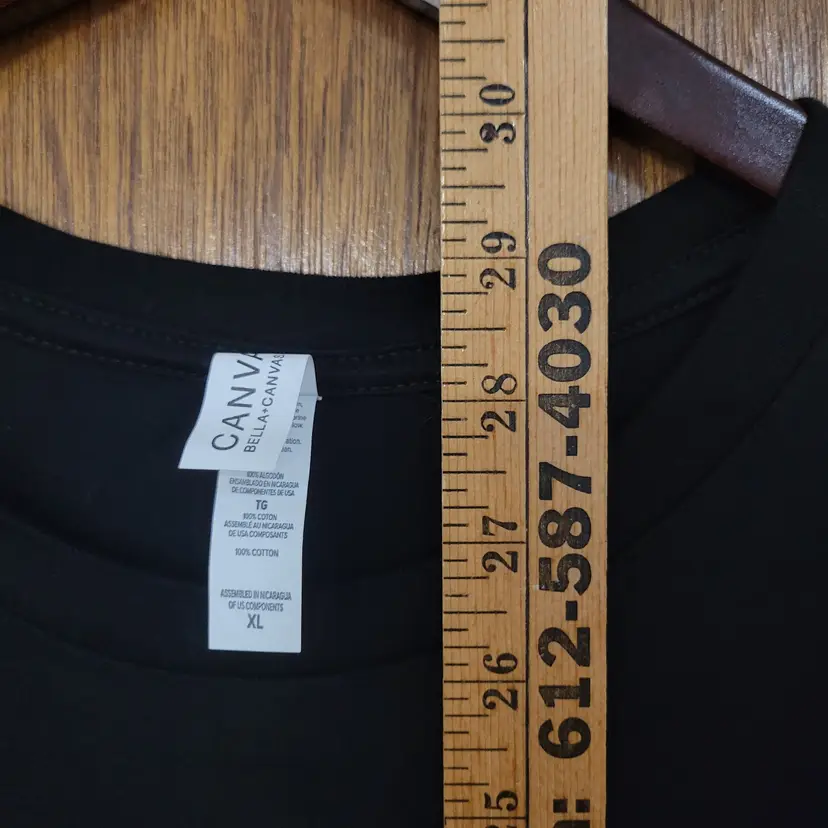 CANVA
BELLA+CANVAS
100% ALGODÓN
ENSAMBLADO EN NICARAGUA
DE COMPONENTES DE USA
TG
100% COTON
ASSEMBLÉ AU NICARAGUA
DE USA COMPOSANTS
100% COTTON
ASSEMBLED IN NICARAGUA
OF US COMPONENTS
XL
30
29
28
27
26
5
: 612-587-4030